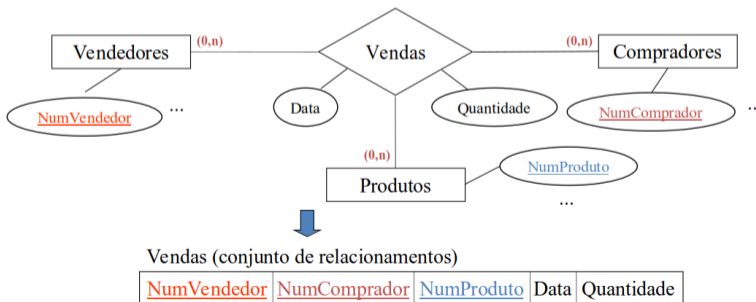 Vendedores
(0,n)
Vendas
(0,n)
Compradores
NumVendedor
...
Data
Quantidade
NumComprador
...
(0,n)
Produtos
NumProduto
...
Vendas (conjunto de relacionamentos)
NumVendedor NumComprador NumProduto Data Quantidade